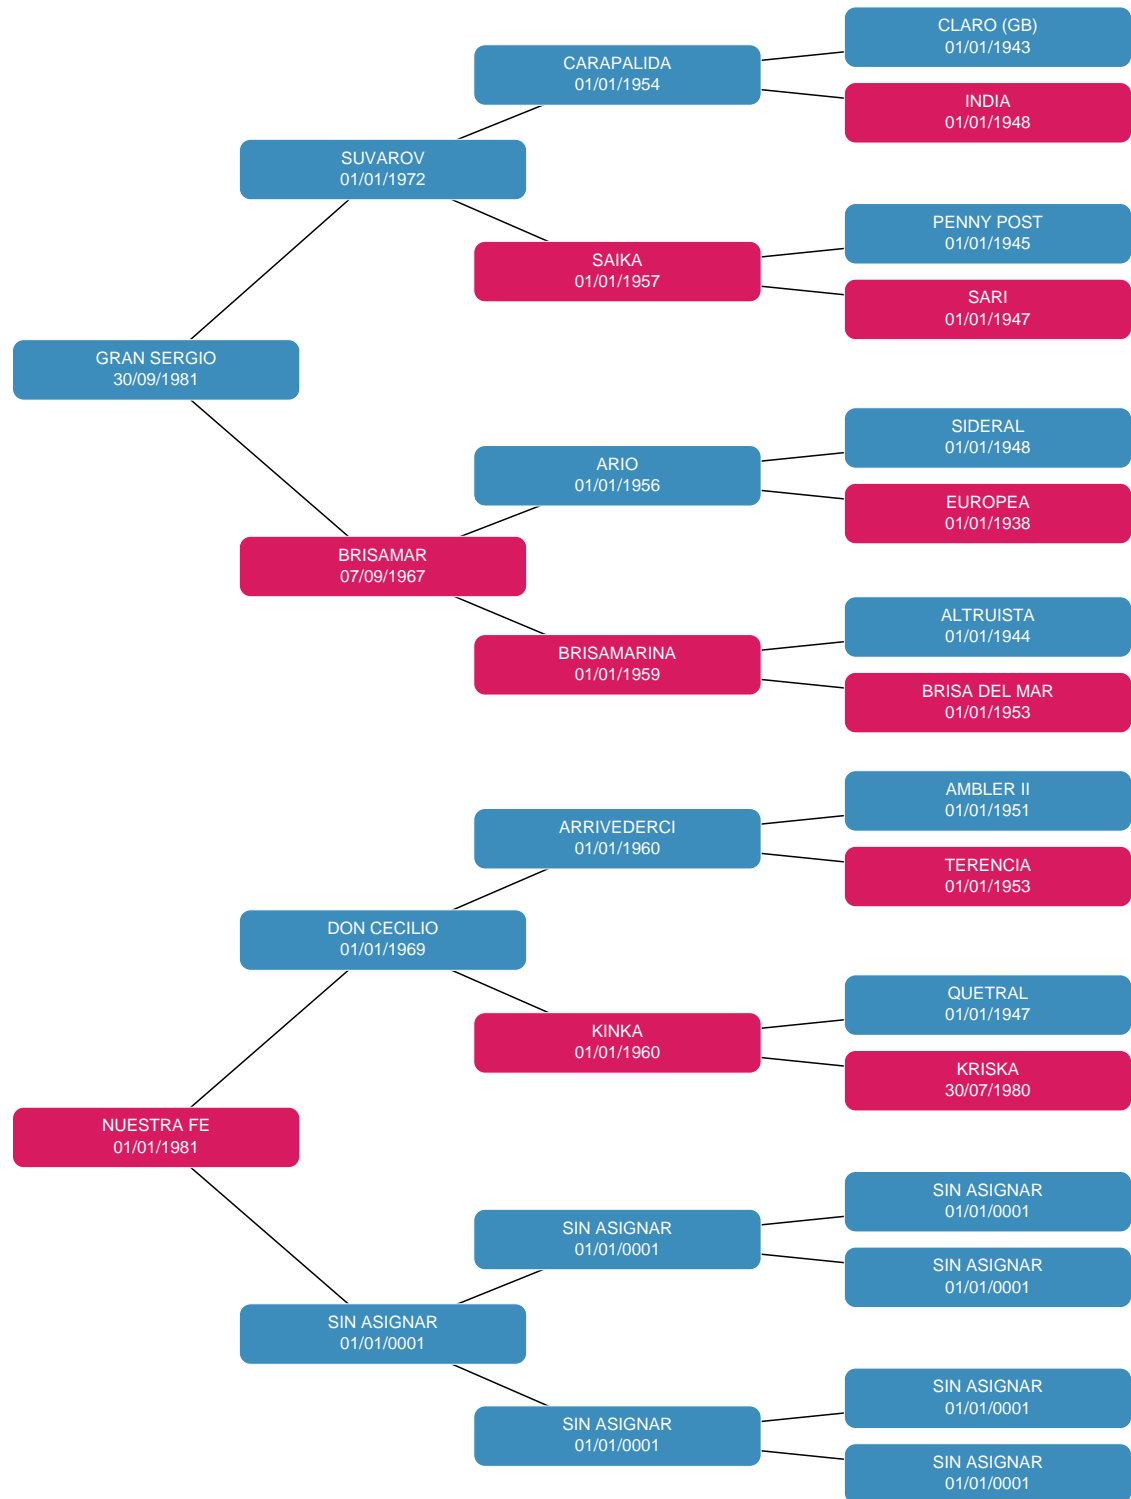 CLARO (GB)
01/01/1943
CARAPALIDA
01/01/1954
INDIA
01/01/1948
SUVAROV
01/01/1972
PENNY POST
01/01/1945
SAIKA
01/01/1957
SARI
01/01/1947
GRAN SERGIO
30/09/1981
SIDERAL
01/01/1948
ARIO
01/01/1956
EUROPEA
01/01/1938
BRISAMAR
07/09/1967
ALTRUISTA
01/01/1944
BRISAMARINA
01/01/1959
BRISA DEL MAR
01/01/1953
AMBLER II
01/01/1951
ARRIVEDERCI
01/01/1960
TERENCIA
01/01/1953
DON CECILIO
01/01/1969
QUETRAL
01/01/1947
KINKA
01/01/1960
KRISKA
30/07/1980
NUESTRA FE
01/01/1981
SIN ASIGNAR
01/01/0001
SIN ASIGNAR
01/01/0001
SIN ASIGNAR
01/01/0001
SIN ASIGNAR
01/01/0001
SIN ASIGNAR
01/01/0001
SIN ASIGNAR
01/01/0001
SIN ASIGNAR
01/01/0001